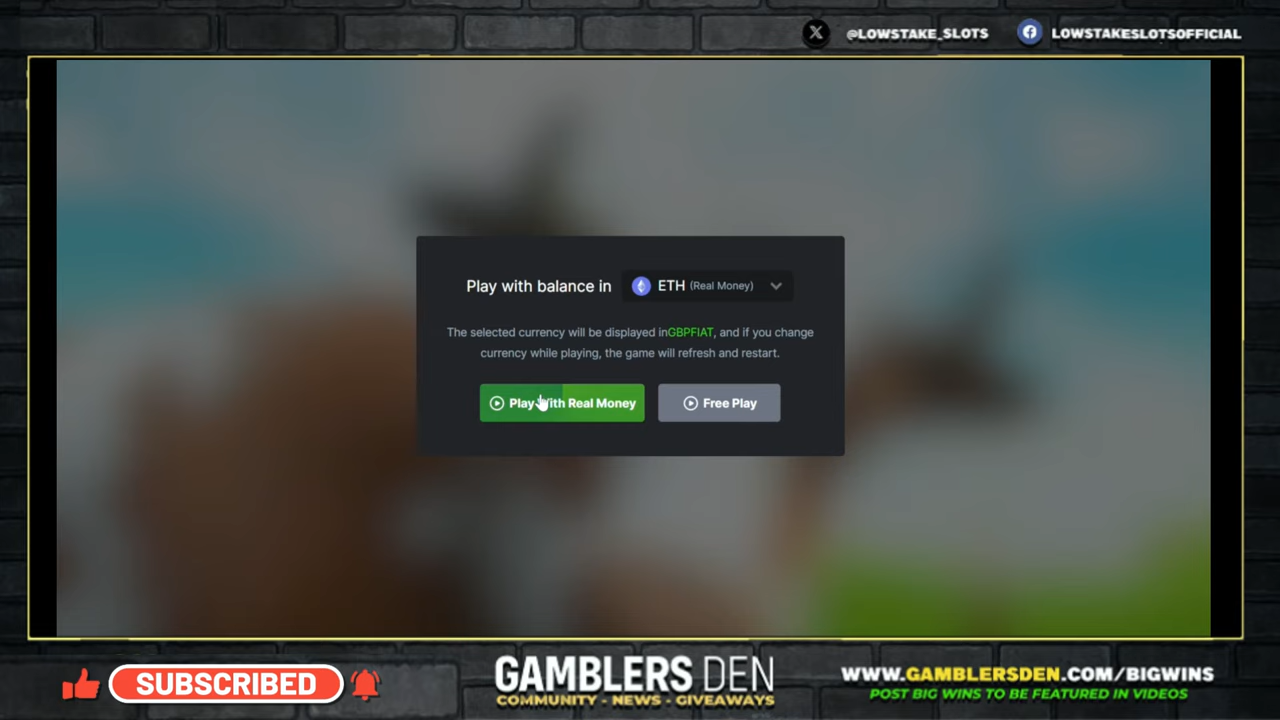 @LOWSTAKE_SLOTS LOWSTAKESLOTSOFFICIAL
Play with balance in ETH (Real Money)
The selected currency will be displayed inGBPFIAT, and if you change
currency while playing, the game will refresh and restart.
Play with Real Money Free Play
SUBSCRIBED
GAMBLERS DEN
COMMUNITY - NEWS - GIVEAWAYS
WWW.GAMBLERSDEN.COM/BIGWINS
POST BIG WINS TO BE FEATURED IN VIDEOS